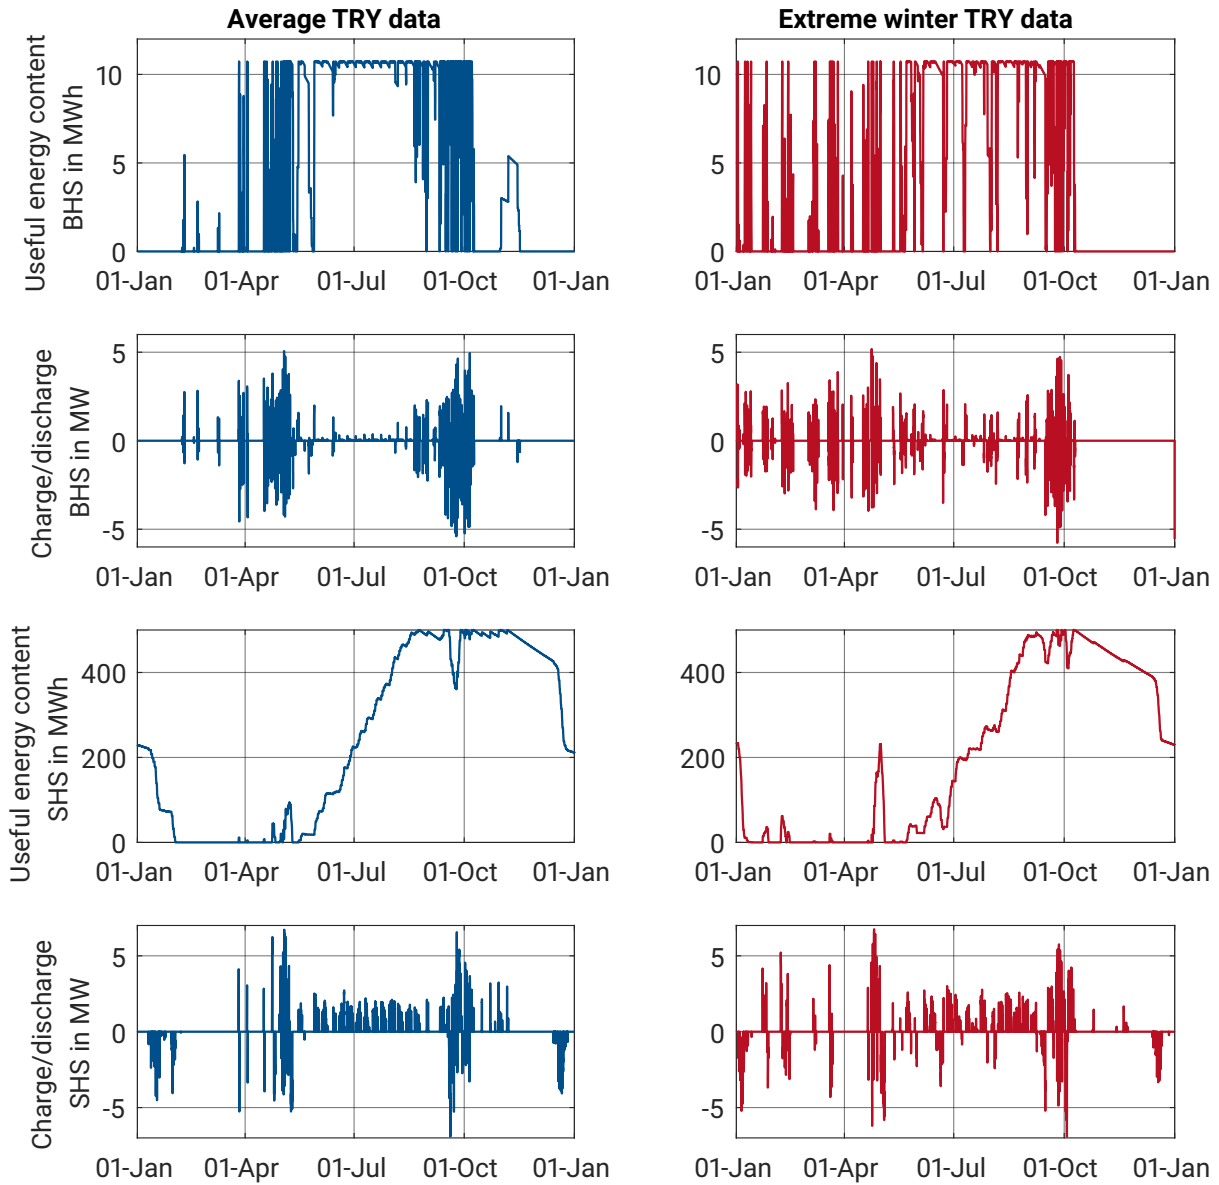 Average TRY data
Extreme winter TRY data
Useful energy content
BHS in MWh
10
5
0
01-Jan 01-Apr 01-Jul 01-Oct 01-Jan
10
5
0
01-Jan 01-Apr 01-Jul 01-Oct 01-Jan
Charge/discharge
BHS in MW
5
0
-5
01-Jan 01-Apr 01-Jul 01-Oct 01-Jan
5
0
-5
01-Jan 01-Apr 01-Jul 01-Oct 01-Jan
Useful energy content
SHS in MWh
400
200
0
01-Jan 01-Apr 01-Jul 01-Oct 01-Jan
400
200
0
01-Jan 01-Apr 01-Jul 01-Oct 01-Jan
Charge/discharge
SHS in MW
5
0
-5
01-Jan 01-Apr 01-Jul 01-Oct 01-Jan
5
0
-5
01-Jan 01-Apr 01-Jul 01-Oct 01-Jan